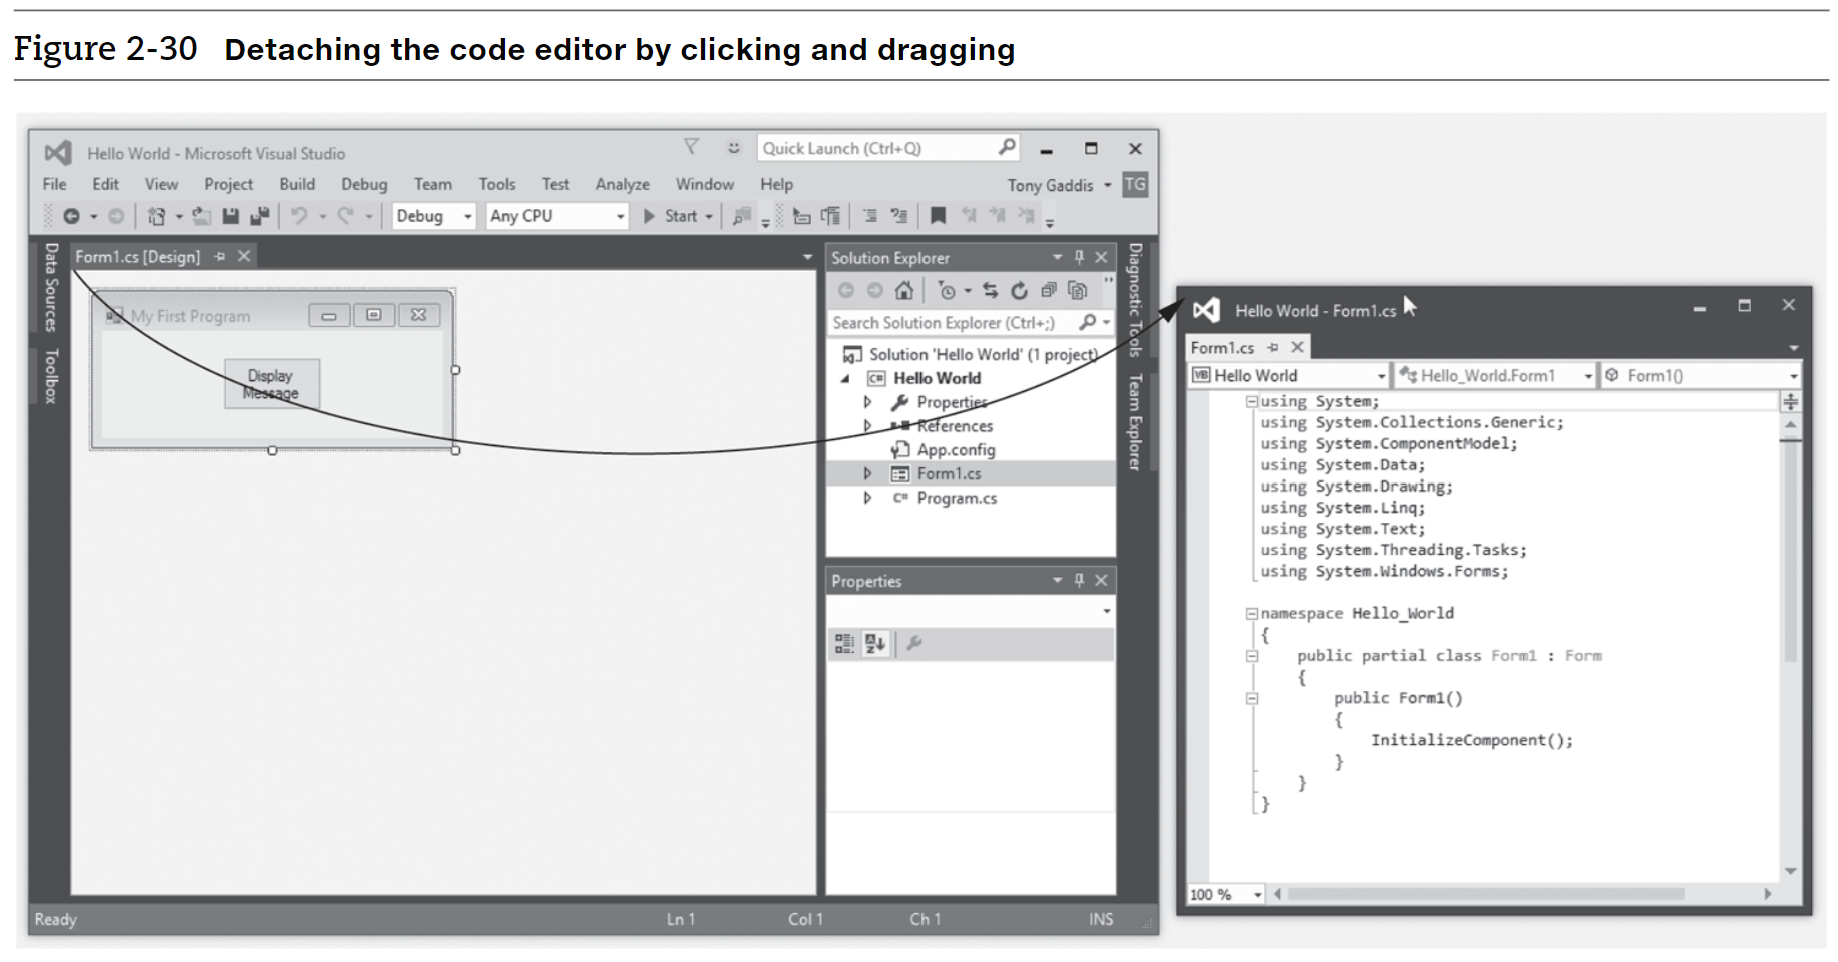 Figure 2-30 Detaching the code editor by clicking and dragging
Hello World - Microsoft Visual Studio
Quick Launch (Ctrl+Q)
File Edit View Project Build Debug Team Tools Test Analyze Window Help
Tony Gaddis TG
Debug Any CPU Start
Data Sources
Toolbox
Form1.cs [Design]
My First Program
Display
Message
Solution Explorer
Search Solution Explorer (Ctrl+;)
Solution 'Hello World' (1 project)
C# Hello World
Properties
References
App.config
Form1.cs
C# Program.cs
Properties
Diagnostic Tools
Team Explorer
Ready Ln 1 Col 1 Ch 1 INS
Hello World - Form1.cs
Form1.cs
VB Hello World Hello_World.Form1 Form1()
using System;
using System.Collections.Generic;
using System.ComponentModel;
using System.Data;
using System.Drawing;
using System.Linq;
using System.Text;
using System.Threading.Tasks;
using System.Windows.Forms;
namespace Hello_World
{
public partial class Form1 : Form
{
public Form1()
{
InitializeComponent();
}
}
}
100 %